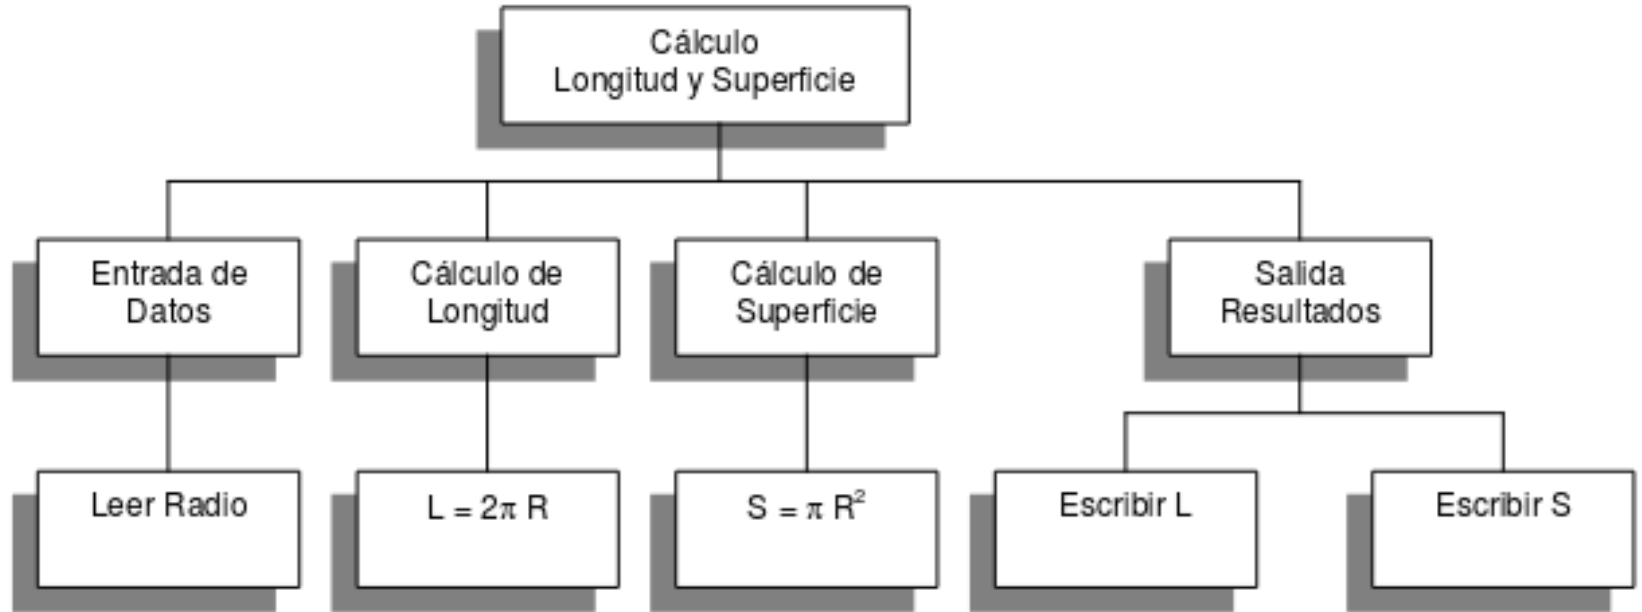 Cálculo
Longitud y Superficie
Entrada de
Datos
Cálculo de
Longitud
Cálculo de
Superficie
Salida
Resultados
Leer Radio
L = 2π R
S = π R²
Escribir L
Escribir S